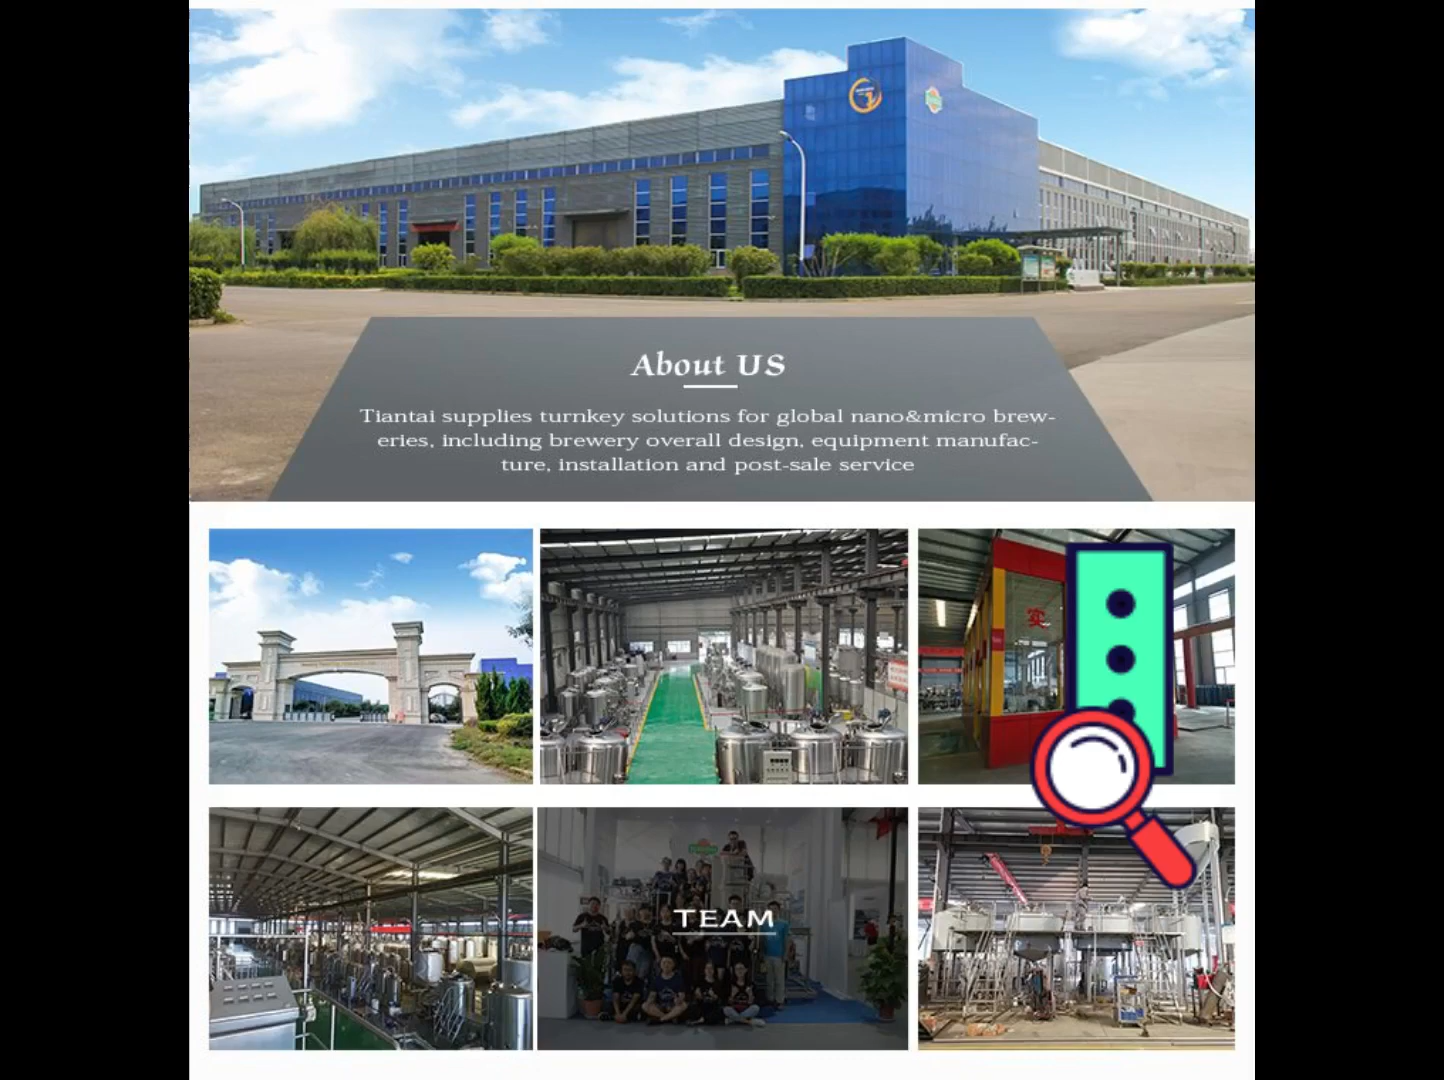 About US
Tiantai supplies turnkey solutions for global nano&micro brew-
eries, including brewery overall design, equipment manufac-
ture, installation and post-sale service
实
TEAM